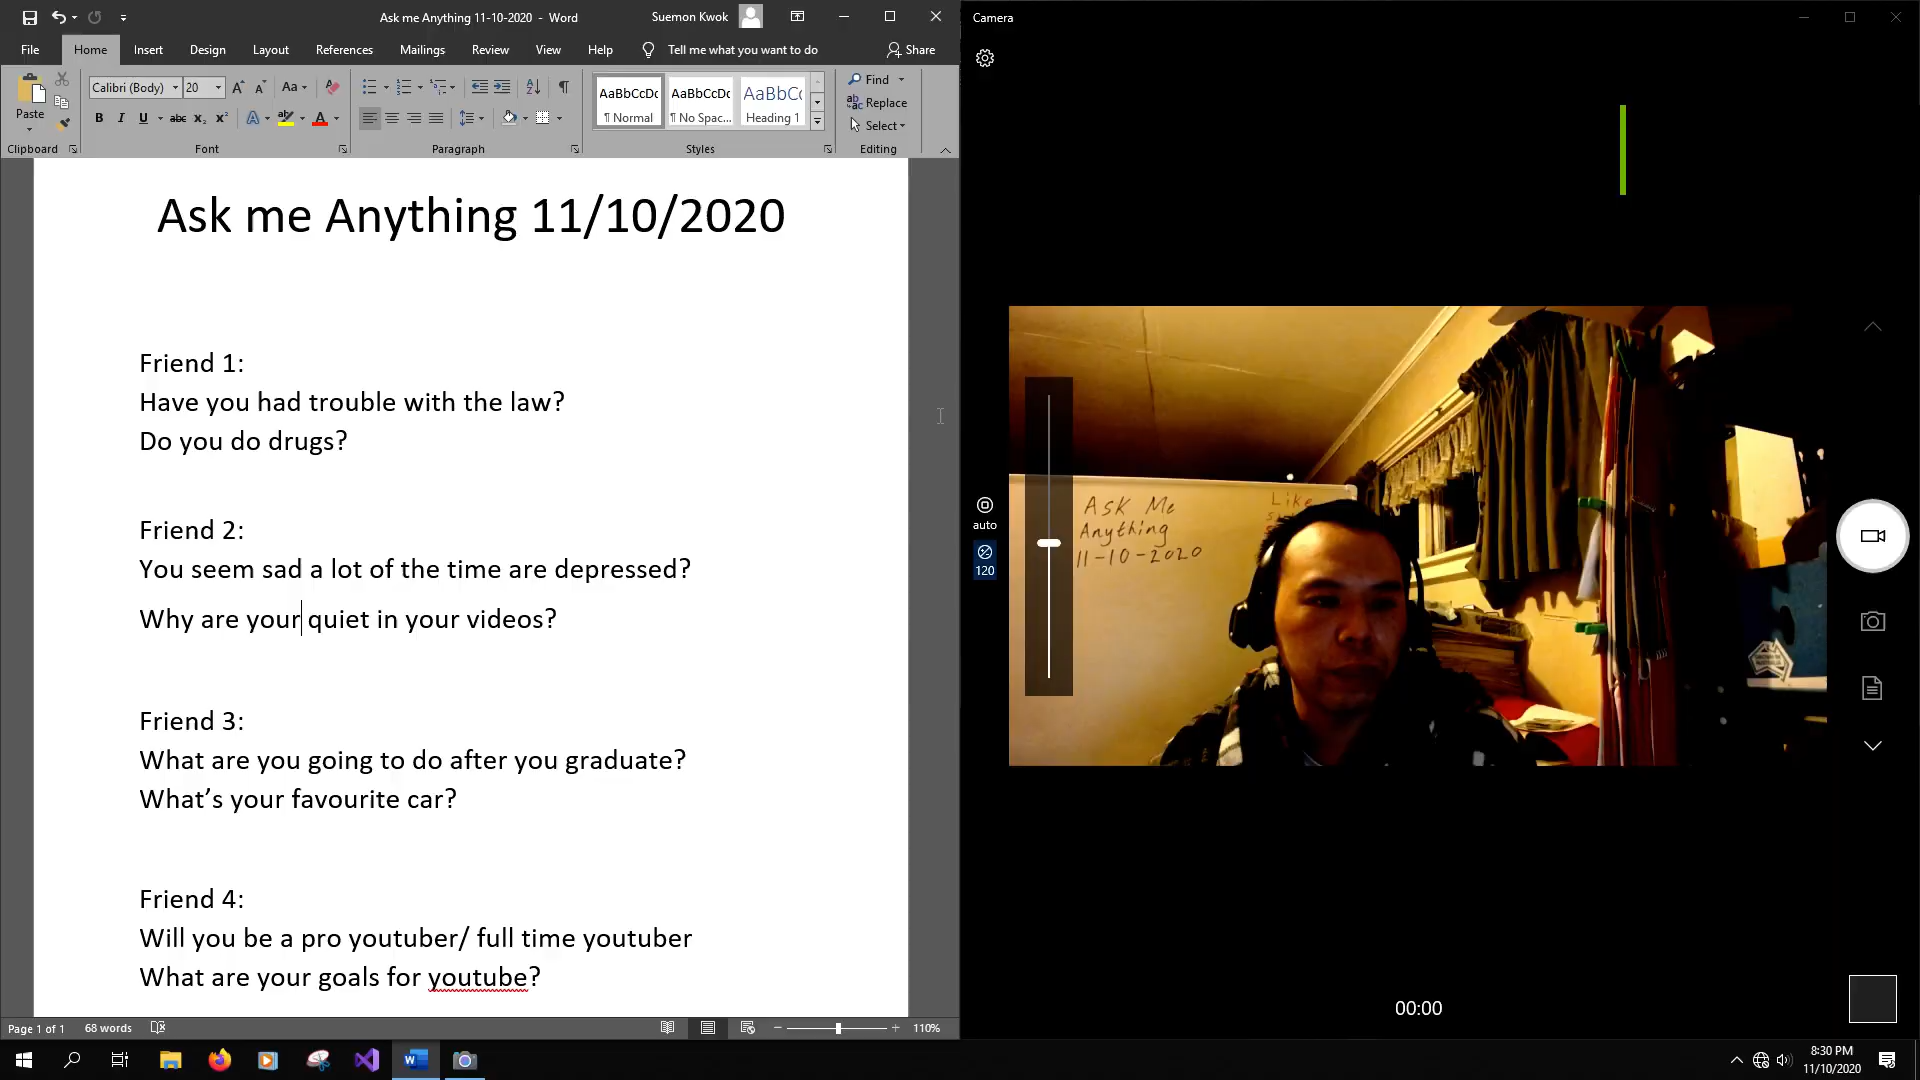 Ask me Anything 11-10-2020 - Word
Suemon Kwok
File Home Insert Design Layout References Mailings Review View Help Tell me what you want to do Share
Paste
Calibri (Body) 20
AaBbCcDc AaBbCcDc AaBbCc
¶ Normal ¶ No Spac... Heading 1
Find
Replace
Select
Clipboard Font Paragraph Styles Editing
Ask me Anything 11/10/2020
Friend 1:
Have you had trouble with the law?
Do you do drugs?
Friend 2:
You seem sad a lot of the time are depressed?
Why are your quiet in your videos?
Friend 3:
What are you going to do after you graduate?
What’s your favourite car?
Friend 4:
Will you be a pro youtuber/ full time youtuber
What are your goals for youtube?
Page 1 of 1 68 words 110%
Camera
auto
120
Ask Me
Anything
11-10-2020
Like
00:00
8:30 PM
11/10/2020